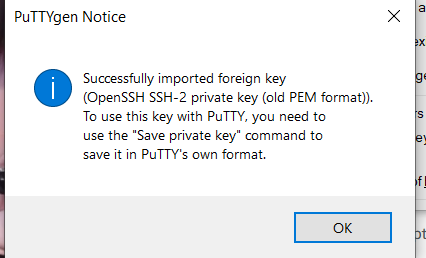 PuTTYgen Notice
Successfully imported foreign key
(OpenSSH SSH-2 private key (old PEM format)).
To use this key with PuTTY, you need to
use the "Save private key" command to
save it in PuTTY's own format.
OK